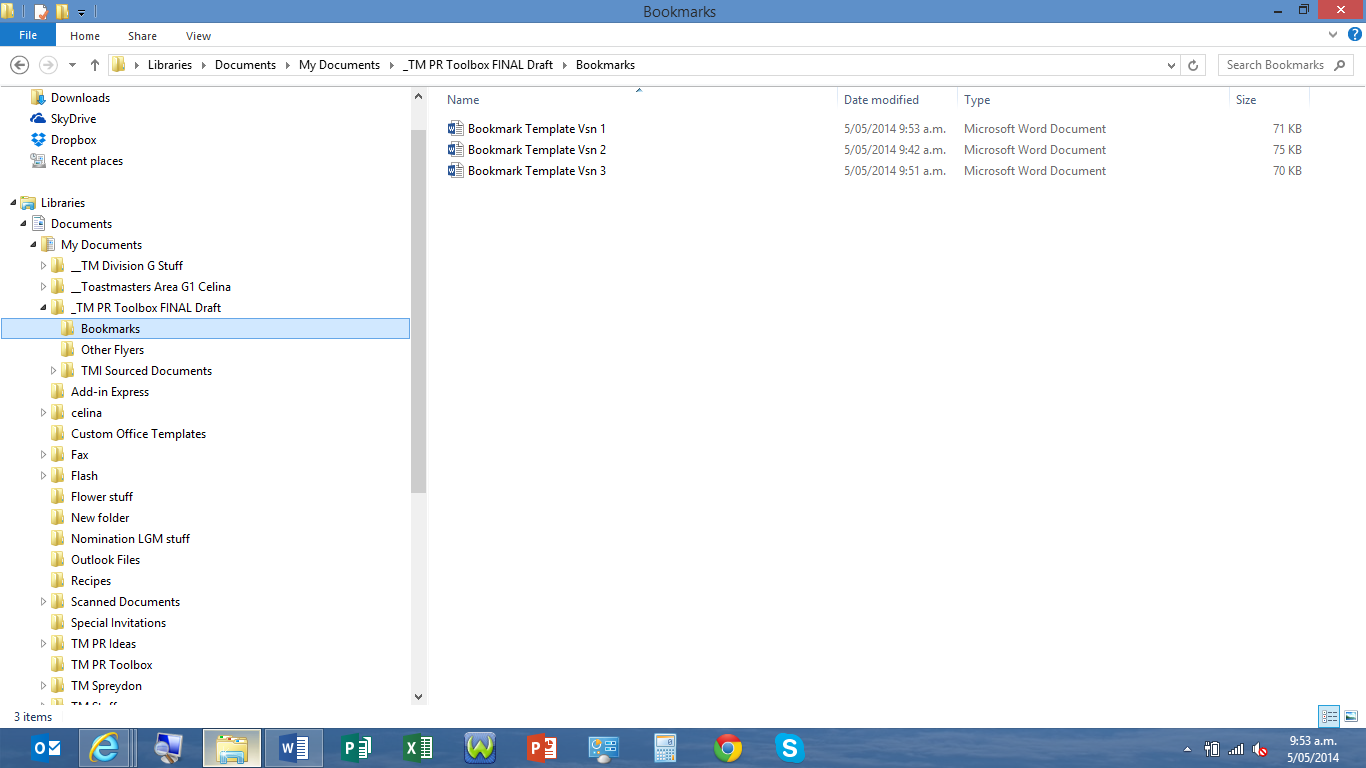 Bookmarks
File Home Share View
Libraries Documents My Documents _TM PR Toolbox FINAL Draft Bookmarks Search Bookmarks
Downloads
SkyDrive
Dropbox
Recent places
Libraries
Documents
My Documents
__TM Division G Stuff
__Toastmasters Area G1 Celina
_TM PR Toolbox FINAL Draft
Bookmarks
Other Flyers
TMI Sourced Documents
Add-in Express
celina
Custom Office Templates
Fax
Flash
Flower stuff
New folder
Nomination LGM stuff
Outlook Files
Recipes
Scanned Documents
Special Invitations
TM PR Ideas
TM PR Toolbox
TM Spreydon
Name Date modified Type Size
Bookmark Template Vsn 1 5/05/2014 9:53 a.m. Microsoft Word Document 71 KB
Bookmark Template Vsn 2 5/05/2014 9:42 a.m. Microsoft Word Document 75 KB
Bookmark Template Vsn 3 5/05/2014 9:51 a.m. Microsoft Word Document 70 KB
3 items
9:53 a.m.
5/05/2014